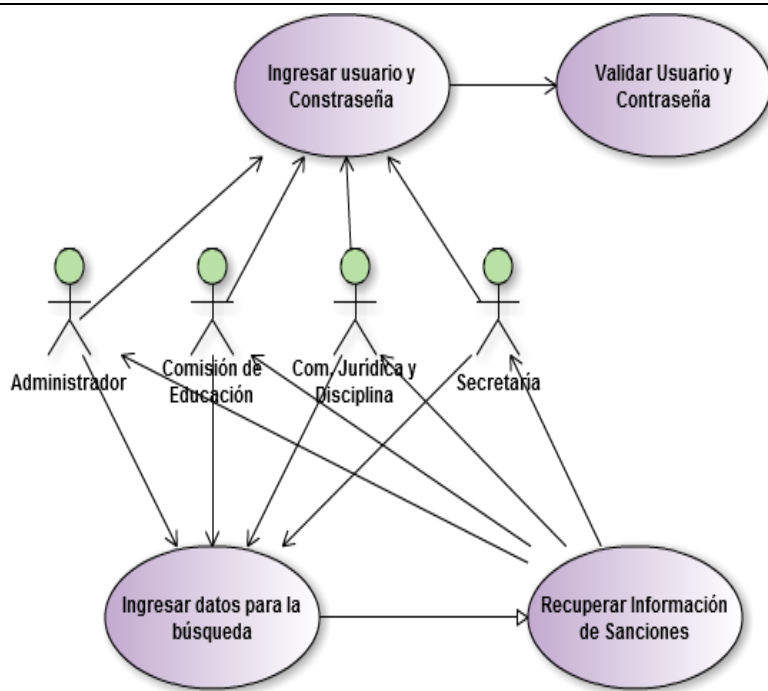 Ingresar usuario y
Constraseña
Validar Usuario y
Contraseña
Administrador
Comisión de
Educación
Com. Jurídica y
Disciplina
Secretaría
Ingresar datos para la
búsqueda
Recuperar Información
de Sanciones